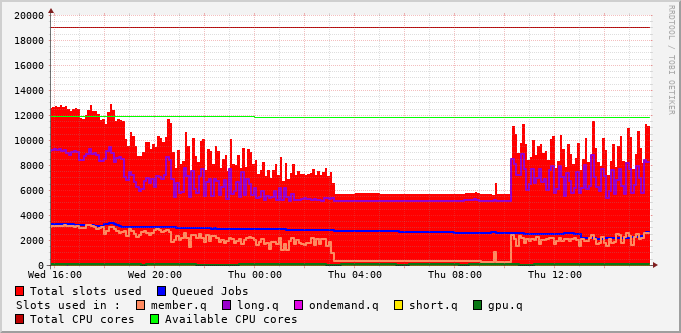 20000
18000
16000
14000
12000
10000
8000
6000
4000
2000
0
Wed 16:00 Wed 20:00 Thu 00:00 Thu 04:00 Thu 08:00 Thu 12:00
RRDTOOL / TOBI OETIKER
Total slots used Queued Jobs
Slots used in : member.q long.q ondemand.q short.q gpu.q
Total CPU cores Available CPU cores